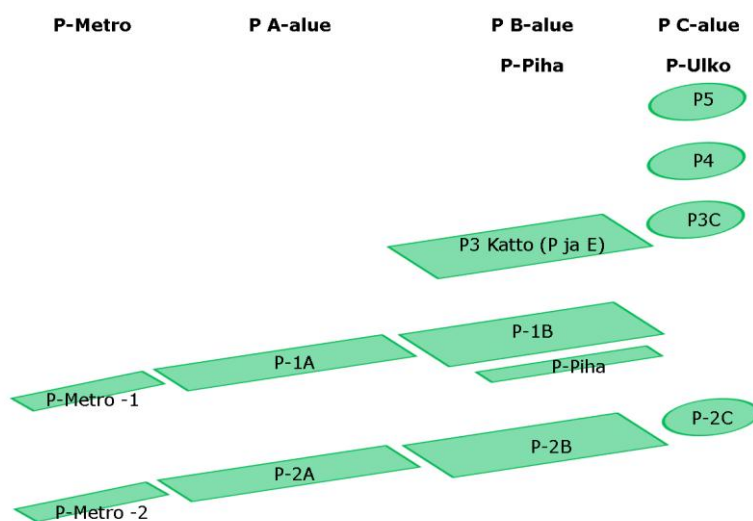 P-Metro
P A-alue
P B-alue
P C-alue
P-Piha
P-Ulko
P5
P4
P3C
P3 Katto (P ja E)
P-1B
P-1A
P-Piha
P-Metro -1
P-2C
P-2B
P-2A
P-Metro -2